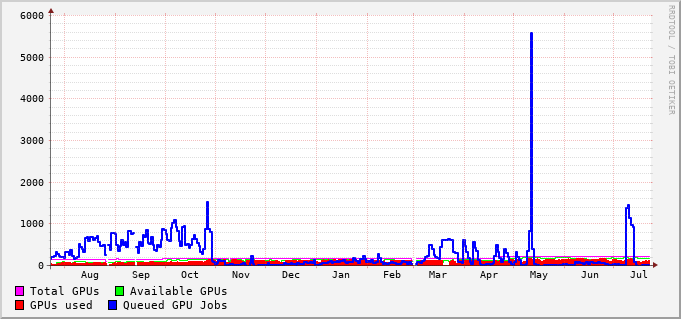 6000
5000
4000
3000
2000
1000
0
Aug Sep Oct Nov Dec Jan Feb Mar Apr May Jun Jul
Total GPUs Available GPUs
GPUs used Queued GPU Jobs
RRDTOOL / TOBI OETIKER